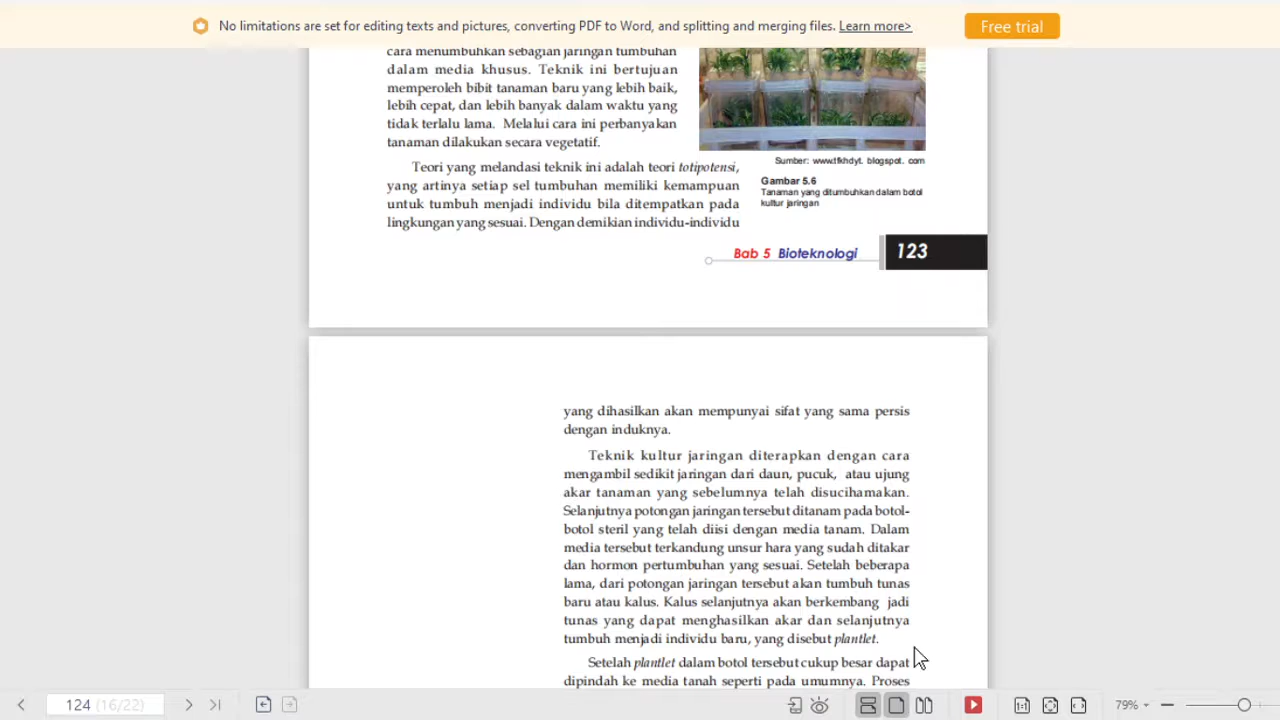 No limitations are set for editing texts and pictures, converting PDF to Word, and splitting and merging files. Learn more>
Free trial
cara menumbuhkan sebagian jaringan tumbuhan
dalam media khusus. Teknik ini bertujuan
memperoleh bibit tanaman baru yang lebih baik,
lebih cepat, dan lebih banyak dalam waktu yang
tidak terlalu lama. Melalui cara ini perbanyakan
tanaman dilakukan secara vegetatif.
Sumber: www.tfkhdyt. blogspot. com
Gambar 5.6
Tanaman yang ditumbuhkan dalam botol
kultur jaringan
Teori yang melandasi teknik ini adalah teori totipotensi,
yang artinya setiap sel tumbuhan memiliki kemampuan
untuk tumbuh menjadi individu bila ditempatkan pada
lingkungan yang sesuai. Dengan demikian individu-individu
Bab 5 Bioteknologi
123
yang dihasilkan akan mempunyai sifat yang sama persis
dengan induknya.
Teknik kultur jaringan diterapkan dengan cara
mengambil sedikit jaringan dari daun, pucuk, atau ujung
akar tanaman yang sebelumnya telah disucihamakan.
Selanjutnya potongan jaringan tersebut ditanam pada botol-
botol steril yang telah diisi dengan media tanam. Dalam
media tersebut terkandung unsur hara yang sudah ditakar
dan hormon pertumbuhan yang sesuai. Setelah beberapa
lama, dari potongan jaringan tersebut akan tumbuh tunas
baru atau kalus. Kalus selanjutnya akan berkembang jadi
tunas yang dapat menghasilkan akar dan selanjutnya
tumbuh menjadi individu baru, yang disebut plantlet.
Setelah plantlet dalam botol tersebut cukup besar dapat
dipindah ke media tanah seperti pada umumnya. Proses
124 (16/22)
1:1
79%